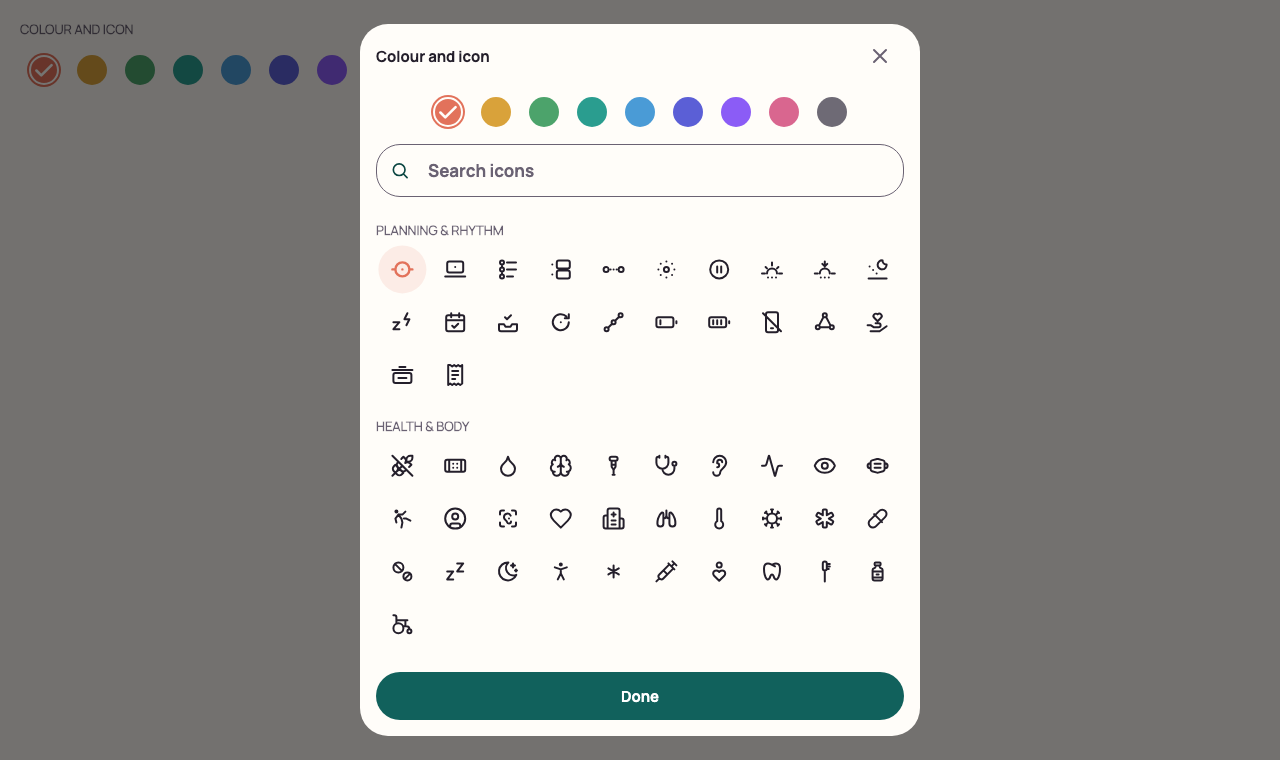 COLOUR AND ICON
Colour and icon
Search icons
PLANNING & RHYTHM
HEALTH & BODY
Done